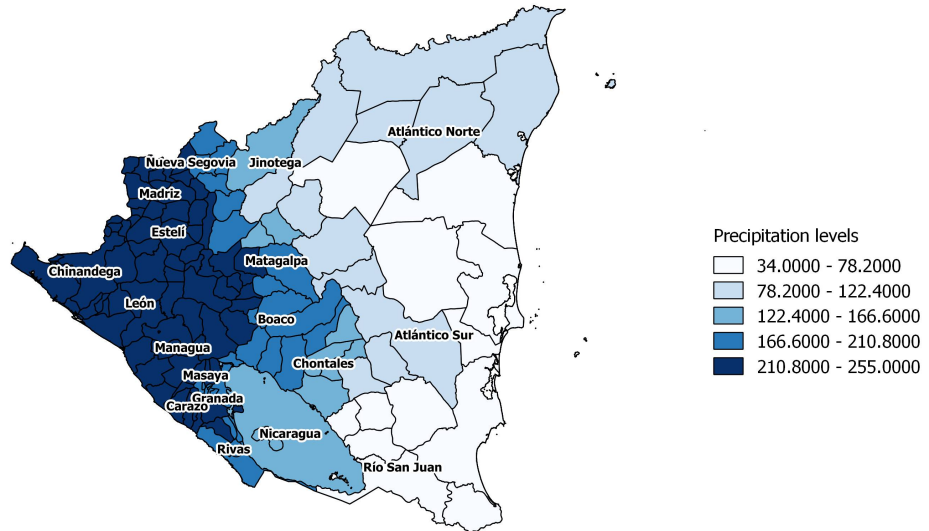 Atlántico Norte
Nueva Segovia
Jinotega
Madriz
Estelí
Matagalpa
Chinandega
León
Boaco
Atlántico Sur
Managua
Chontales
Masaya
Granada
Carazo
Nicaragua
Rivas
Río San Juan
Precipitation levels
34.0000 - 78.2000
78.2000 - 122.4000
122.4000 - 166.6000
166.6000 - 210.8000
210.8000 - 255.0000